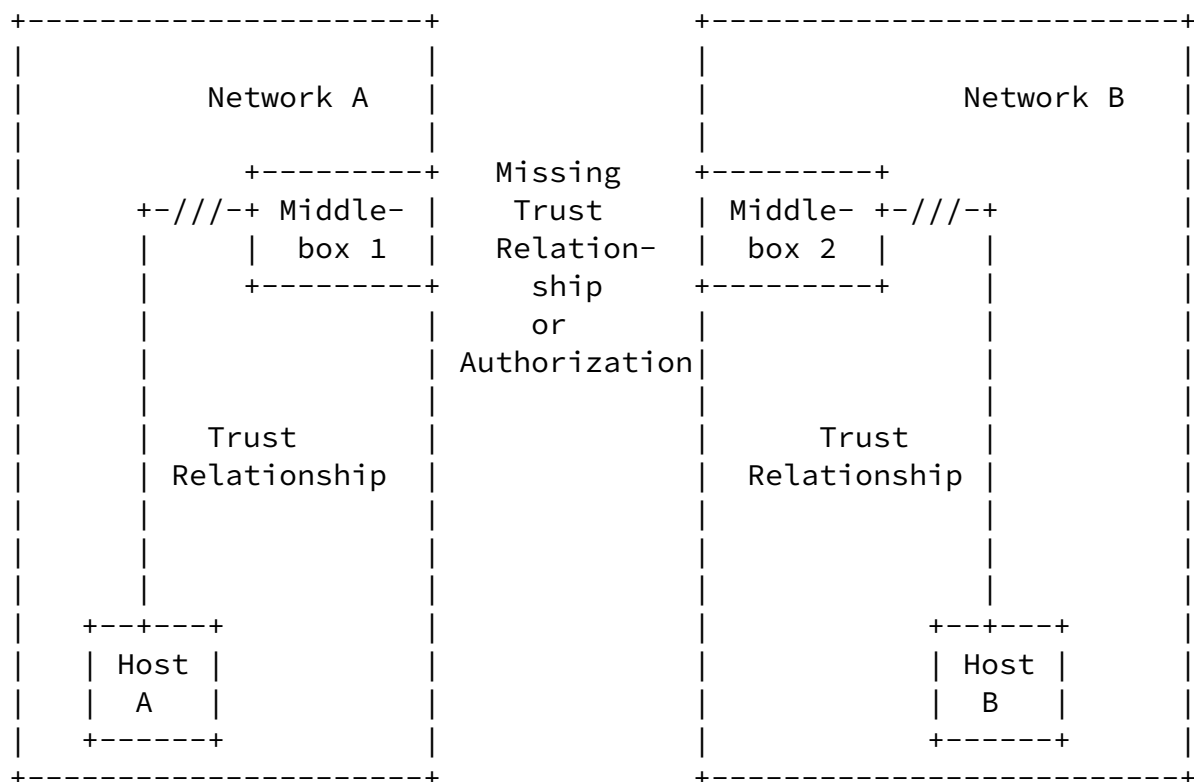 Network A Network B
Missing
Middle- Trust Middle-
box 1 Relation- box 2
ship
or
Authorization
Trust Trust
Relationship Relationship
Host Host
A B